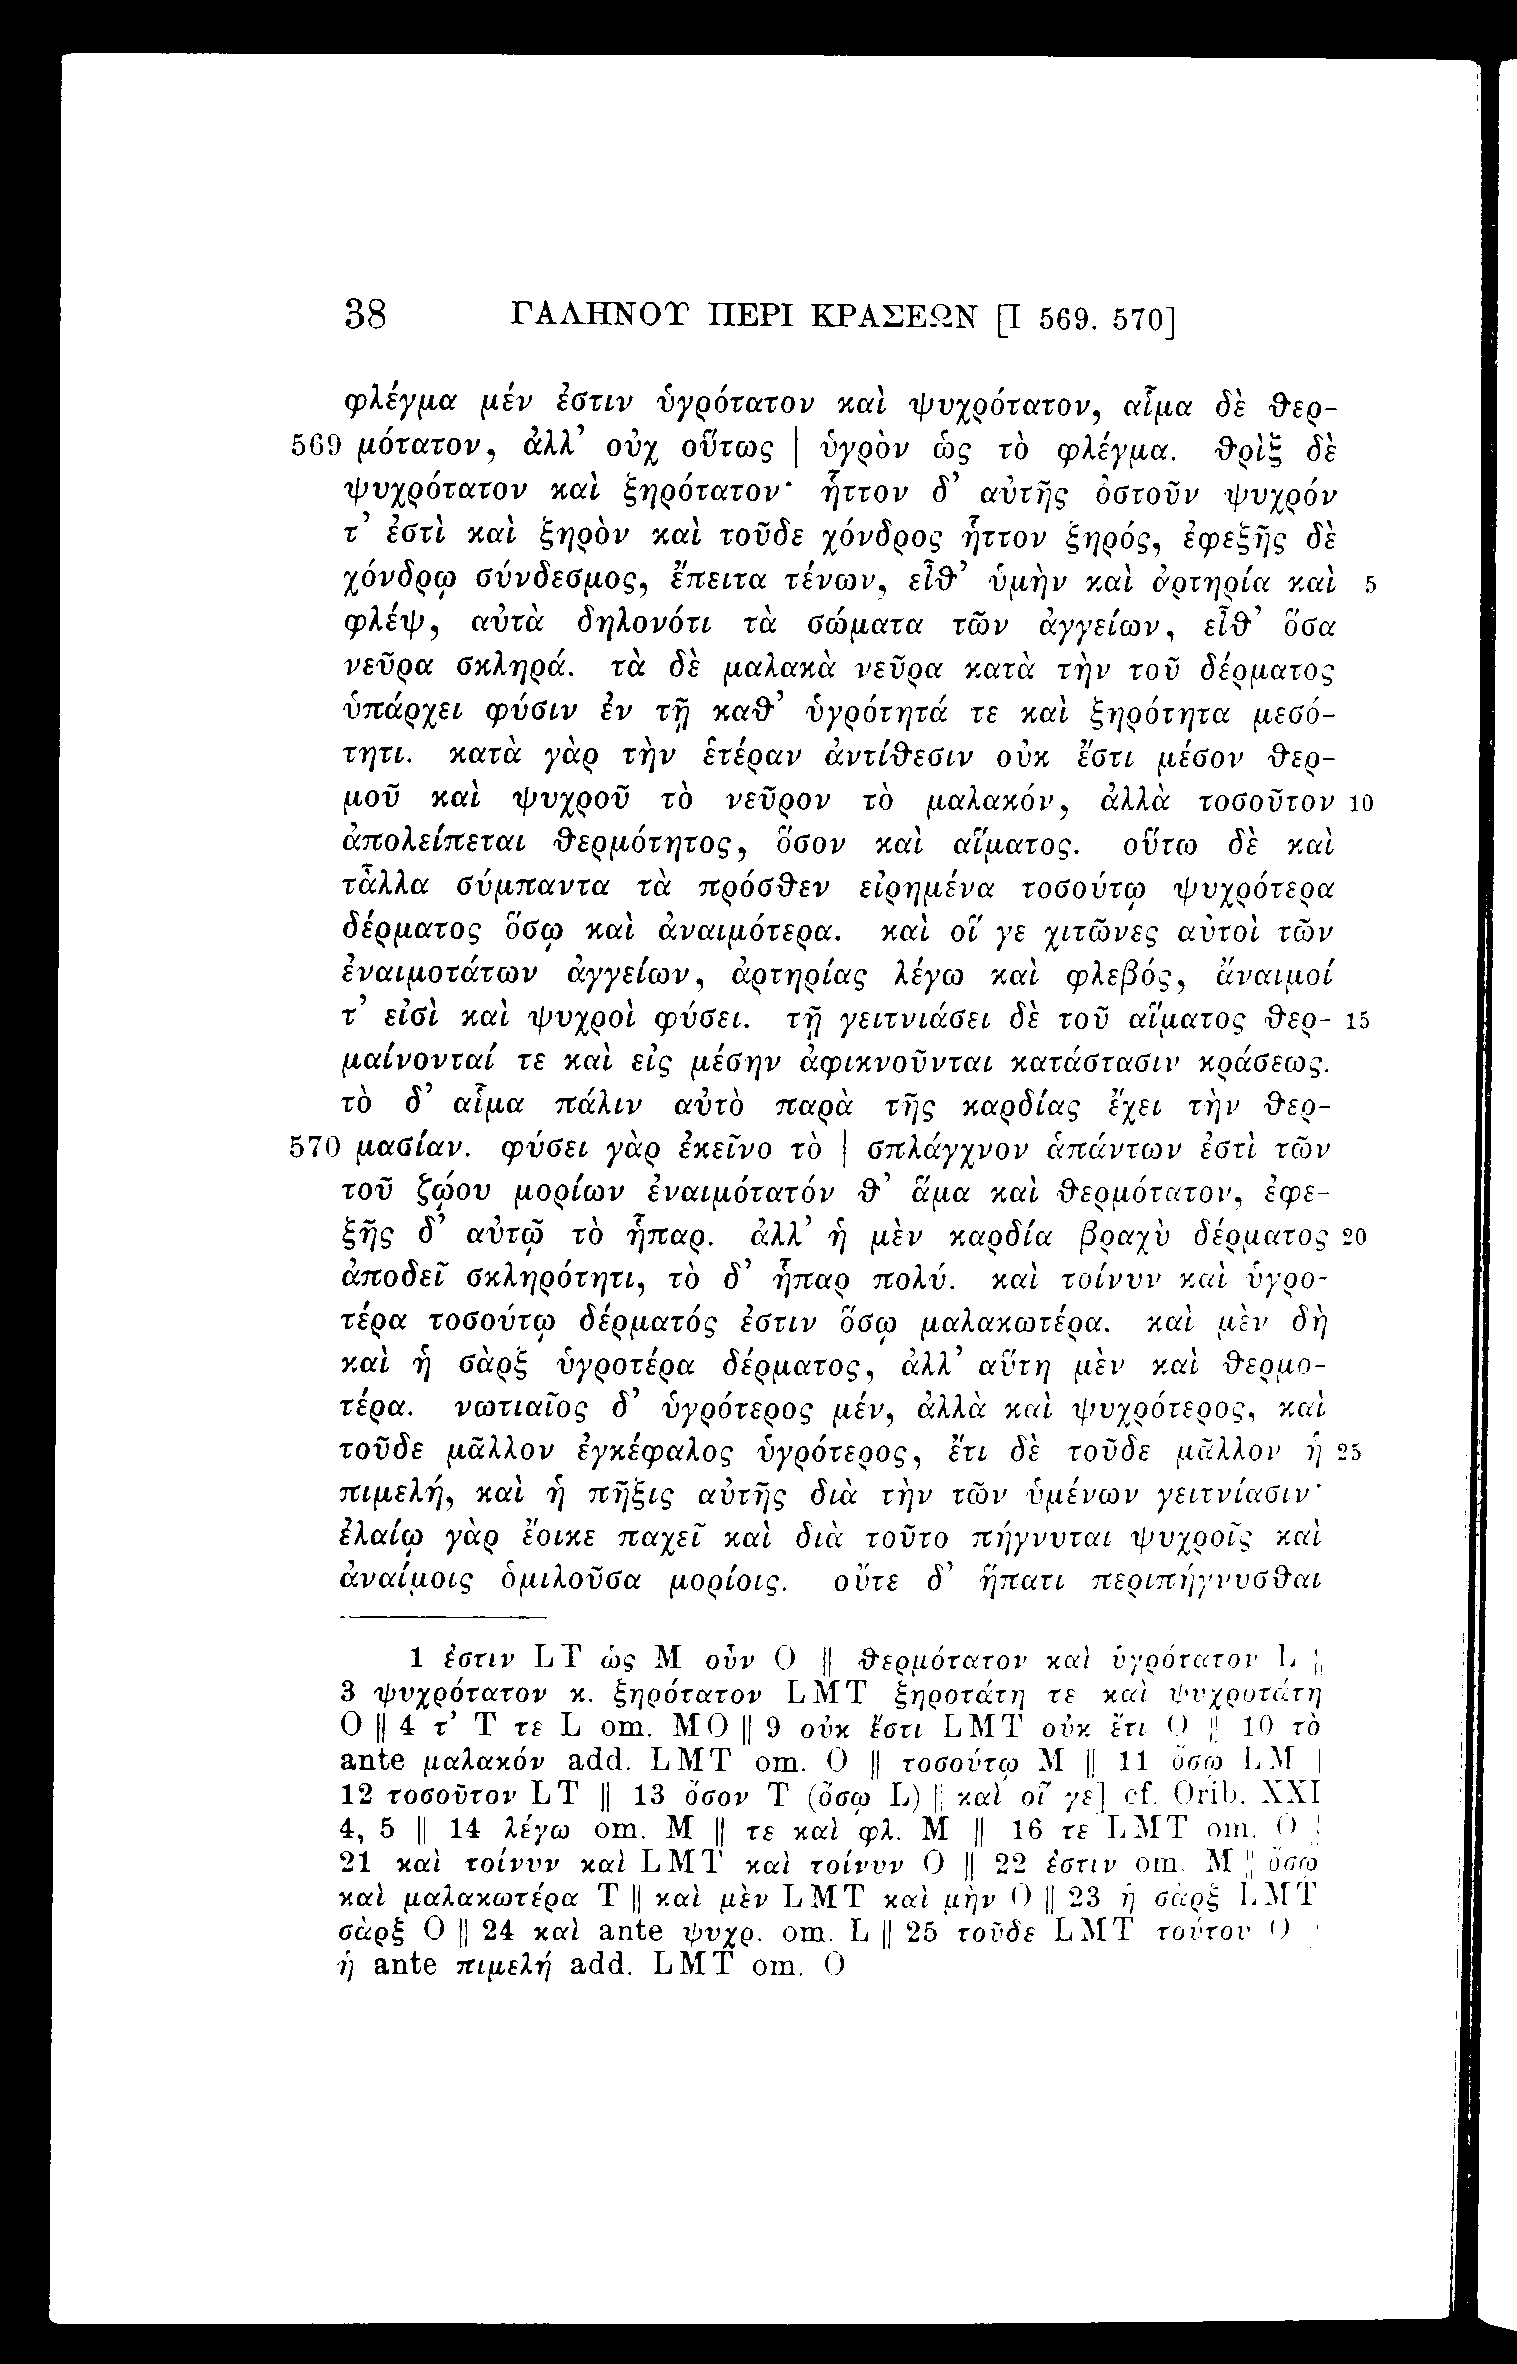 38 ΓΑΛΗΝΟΥ ΠΕΡΙ ΚΡΑΣΕΩΝ [I 569. 570]
φλέγμα μέν ἐστιν ὑγρότατον καὶ ψυχρότατον, αἷμα δὲ θερ-
569 μότατον, ἀλλ’ οὐχ οὕτως | ὑγρὸν ὡς τὸ φλέγμα. θρὶξ δὲ
ψυχρότατον καὶ ξηρότατον· ἧττον δ’ αὐτῆς ὀστοῦν ψυχρόν
τ’ ἐστὶ καὶ ξηρὸν καὶ τοῦδε χόνδρος ἧττον ξηρός, ἐφεξῆς δὲ
χόνδρῳ σύνδεσμος, ἔπειτα τένων, εἶθ’ ὑμὴν καὶ ἀρτηρία καὶ 5
φλέψ, αὐτὰ δηλονότι τὰ σώματα τῶν ἀγγείων, εἶθ’ ὅσα
νεῦρα σκληρά. τὰ δὲ μαλακὰ νεῦρα κατὰ τὴν τοῦ δέρματος
ὑπάρχει φύσιν ἐν τῇ καθ’ ὑγρότητά τε καὶ ξηρότητα μεσό-
τητι. κατὰ γὰρ τὴν ἑτέραν ἀντίθεσιν οὐκ ἔστι μέσον θερ-
μοῦ καὶ ψυχροῦ τὸ νεῦρον τὸ μαλακόν, ἀλλὰ τοσοῦτον 10
ἀπολείπεται θερμότητος, ὅσον καὶ αἵματος. οὕτω δὲ καὶ
τἆλλα σύμπαντα τὰ πρόσθεν εἰρημένα τοσούτῳ ψυχρότερα
δέρματος ὅσῳ καὶ ἀναιμότερα. καὶ οἵ γε χιτῶνες αὐτοὶ τῶν
ἐναιμοτάτων ἀγγείων, ἀρτηρίας λέγω καὶ φλεβός, ἄναιμοί
τ’ εἰσὶ καὶ ψυχροὶ φύσει. τῇ γειτνιάσει δὲ τοῦ αἵματος θερ- 15
μαίνονταί τε καὶ εἰς μέσην ἀφικνοῦνται κατάστασιν κράσεως.
τὸ δ’ αἷμα πάλιν αὐτὸ παρὰ τῆς καρδίας ἔχει τὴν θερ-
570 μασίαν. φύσει γὰρ ἐκεῖνο τὸ | σπλάγχνον ἁπάντων ἐστὶ τῶν
τοῦ ζῴου μορίων ἐναιμότατόν θ’ ἅμα καὶ θερμότατον, ἐφε-
ξῆς δ’ αὐτῷ τὸ ἧπαρ. ἀλλ’ ἡ μὲν καρδία βραχὺ δέρματος 20
ἀποδεῖ σκληρότητι, τὸ δ’ ἧπαρ πολύ. καὶ τοίνυν καὶ ὑγρο-
τέρα τοσούτῳ δέρματός ἐστιν ὅσῳ μαλακωτέρα. καὶ μὲν δὴ
καὶ ἡ σὰρξ ὑγροτέρα δέρματος, ἀλλ’ αὕτη μὲν καὶ θερμο-
τέρα. νωτιαῖος δ’ ὑγρότερος μέν, ἀλλὰ καὶ ψυχρότερος, καὶ
τοῦδε μᾶλλον ἐγκέφαλος ὑγρότερος, ἔτι δὲ τοῦδε μᾶλλον ἡ 25
πιμελή, καὶ ἡ πῆξις αὐτῆς διὰ τὴν τῶν ὑμένων γειτνίασιν·
ἐλαίῳ γὰρ ἔοικε παχεῖ καὶ διὰ τοῦτο πήγνυται ψυχροῖς καὶ
ἀναίμοις ὁμιλοῦσα μορίοις. οὔτε δ’ ἥπατι περιπήγνυσθαι
1 ἐστιν LT ὡς M οὖν O || θερμότατον καὶ ὑγρότατον L ||
3 ψυχρότατον κ. ξηρότατον LMT ξηροτάτη τε καὶ ψυχροτάτη
O || 4 τ’ T τε L om. MO || 9 οὐκ ἔστι LMT οὐκ ἔτι O || 10 τὸ
ante μαλακόν add. LMT om. O || τοσούτῳ M || 11 ὅσῳ LM |
12 τοσοῦτον LT || 13 ὅσον T (ὅσῳ L) || καὶ οἵ γε] cf. Orib. XXI
4, 5 || 14 λέγω om. M || τε καὶ φλ. M || 16 τε LMT om. O |
21 καὶ τοίνυν καὶ LMT καὶ τοίνυν O || 22 ἐστιν om. M || ὅσῳ
καὶ μαλακωτέρα T || καὶ μὲν LMT καὶ μὴν O || 23 ἡ σὰρξ LMT
σὰρξ O || 24 καὶ ante ψυχρ. om. L || 25 τοῦδε LMT τούτου O
ἡ ante πιμελή add. LMT om. O